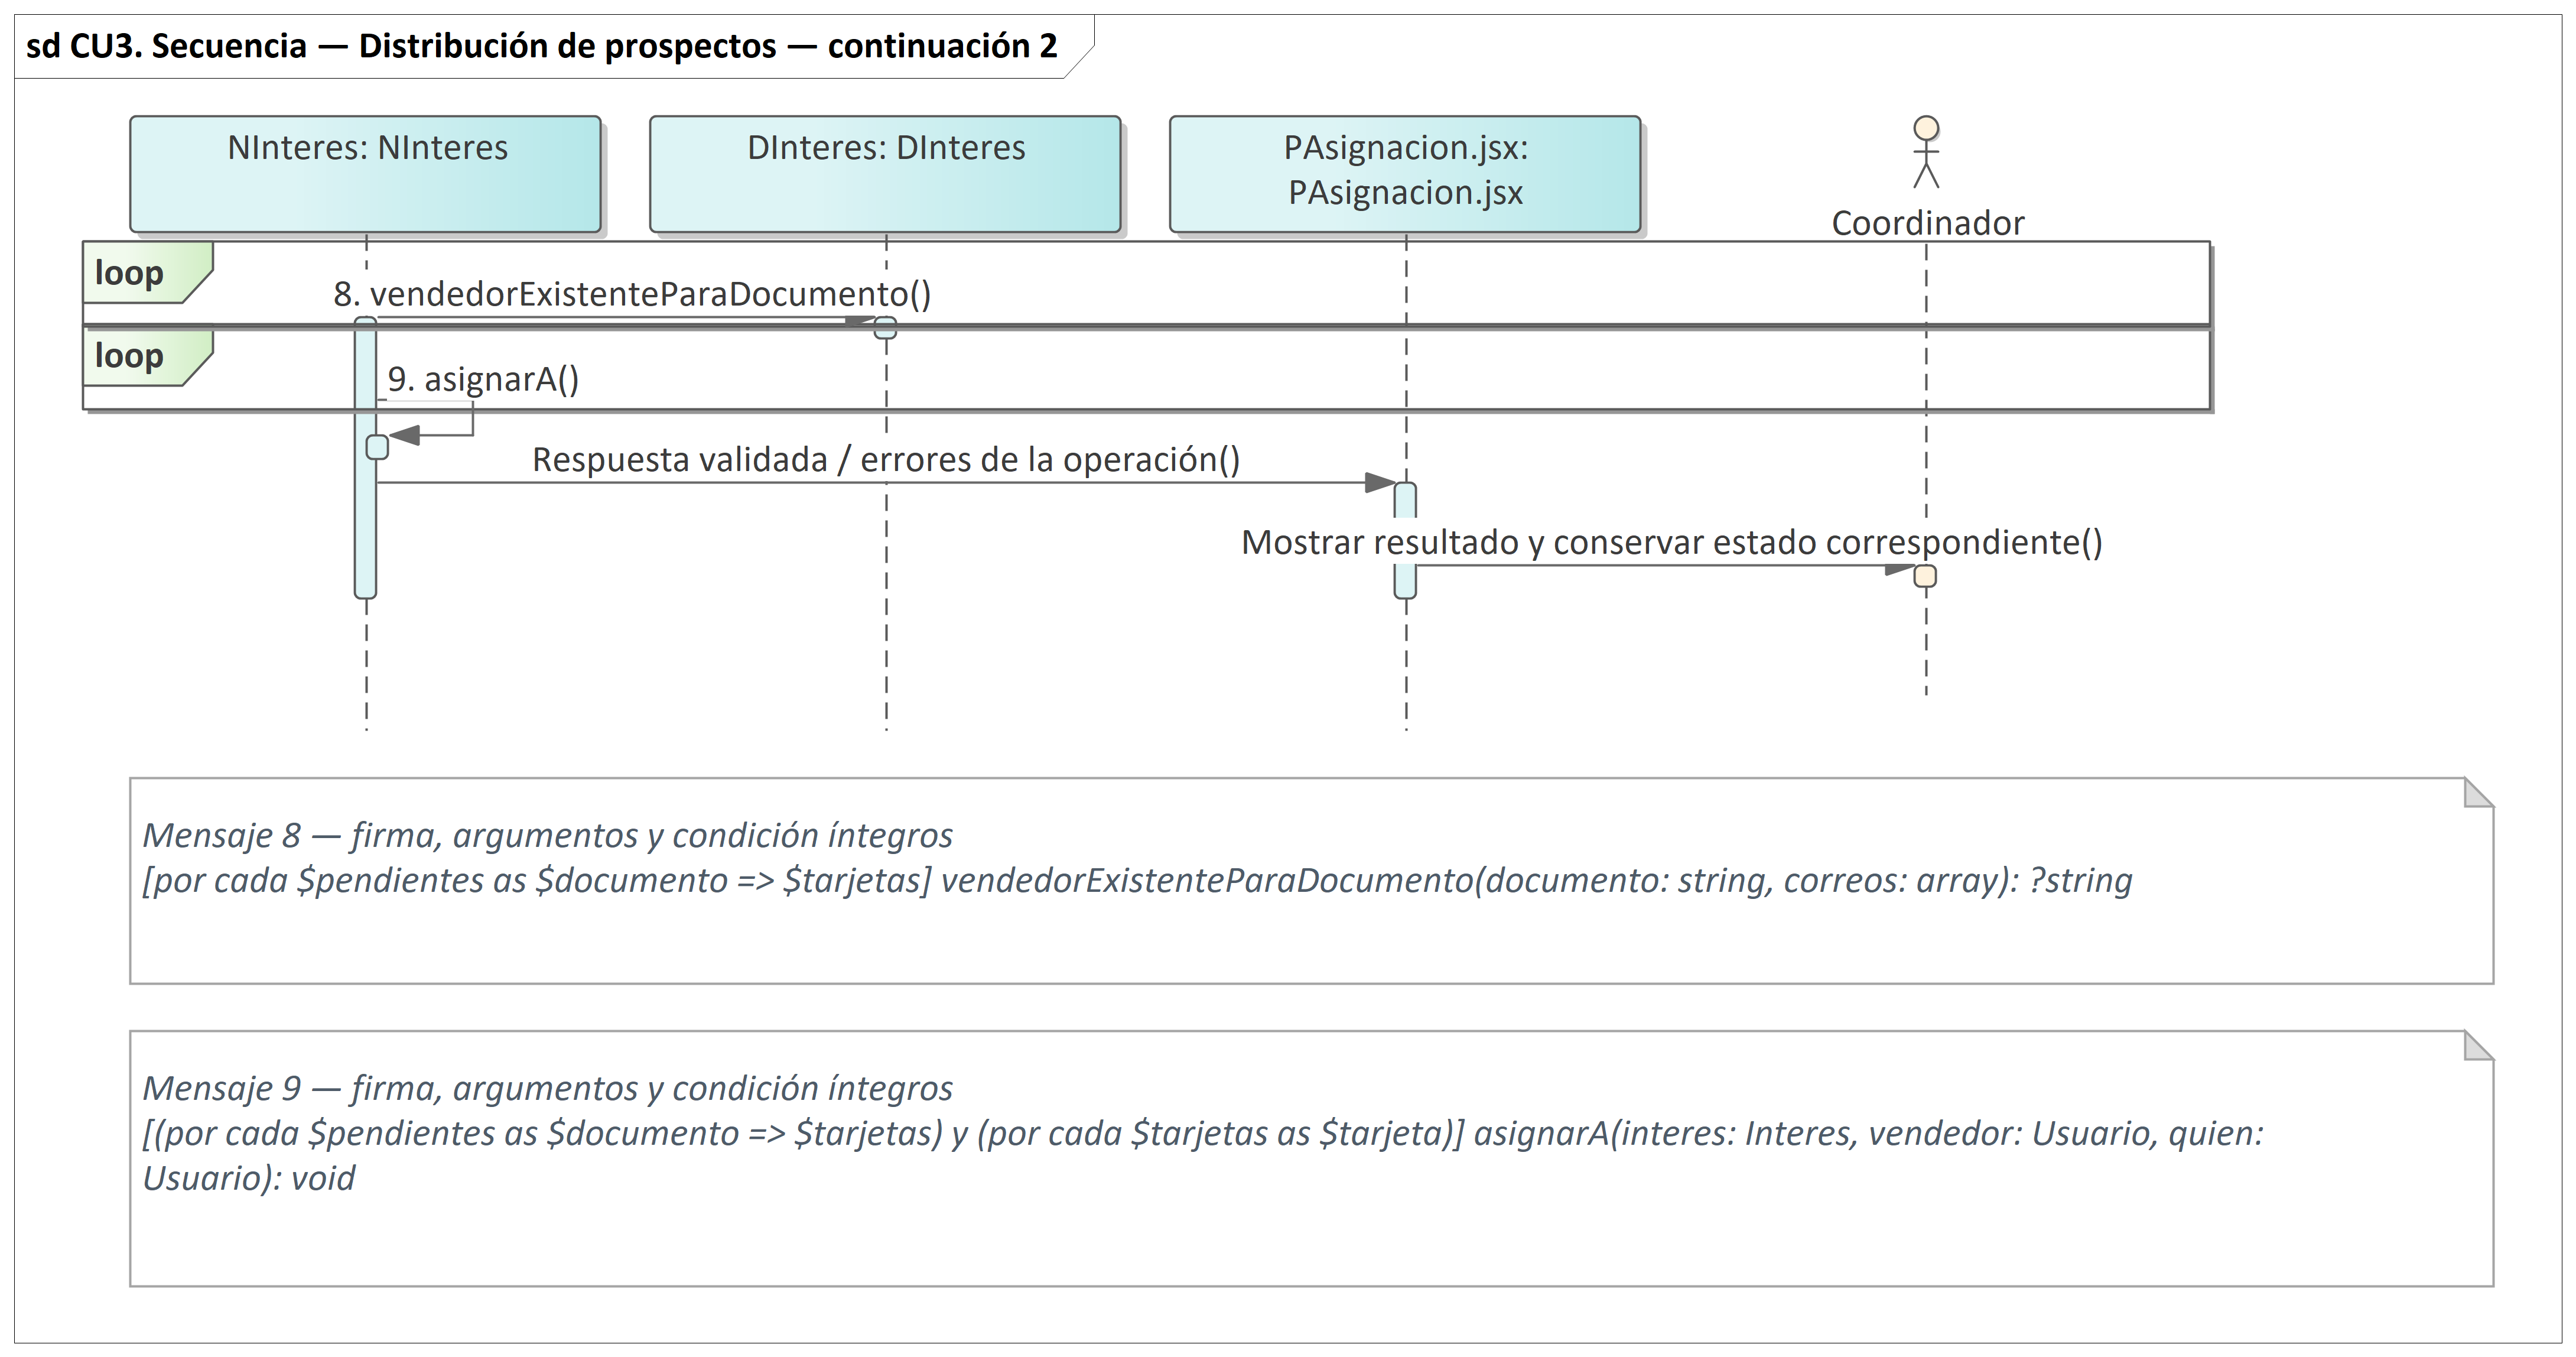 sd CU3. Secuencia — Distribución de prospectos — continuación 2
NInteres: NInteres
DInteres: DInteres
PAsignacion.jsx:
PAsignacion.jsx
Coordinador
loop
8. vendedorExistenteParaDocumento()
loop
9. asignarA()
Respuesta validada / errores de la operación()
Mostrar resultado y conservar estado correspondiente()
Mensaje 8 — firma, argumentos y condición íntegros
[por cada $pendientes as $documento => $tarjetas] vendedorExistenteParaDocumento(documento: string, correos: array): ?string
Mensaje 9 — firma, argumentos y condición íntegros
[(por cada $pendientes as $documento => $tarjetas) y (por cada $tarjetas as $tarjeta)] asignarA(interes: Interes, vendedor: Usuario, quien:
Usuario): void